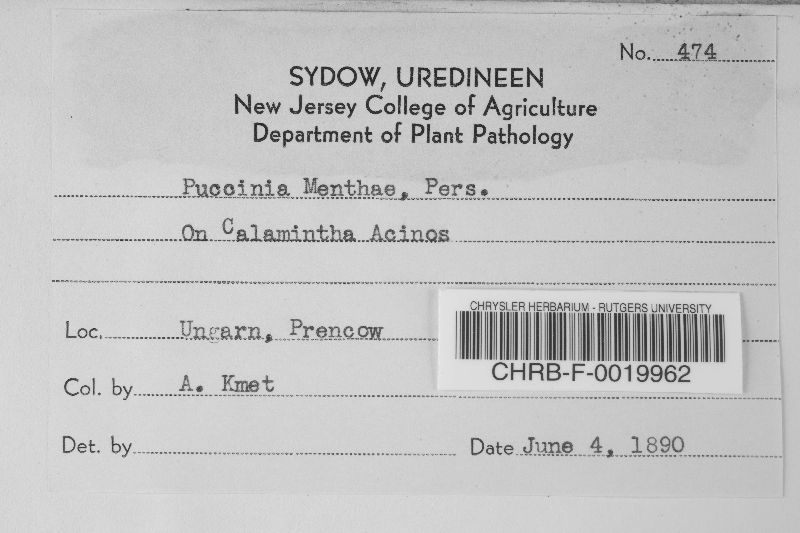 No. 474
SYDOW, UREDINEEN
New Jersey College of Agriculture
Department of Plant Pathology
Puccinia Menthae, Pers.
On Calamintha Acinos
Loc. Ungarn, Prencow
CHRYSLER HERBARIUM - RUTGERS UNIVERSITY
CHRB-F-0019962
Col. by A. Kmet
Det. by
Date June 4, 1890